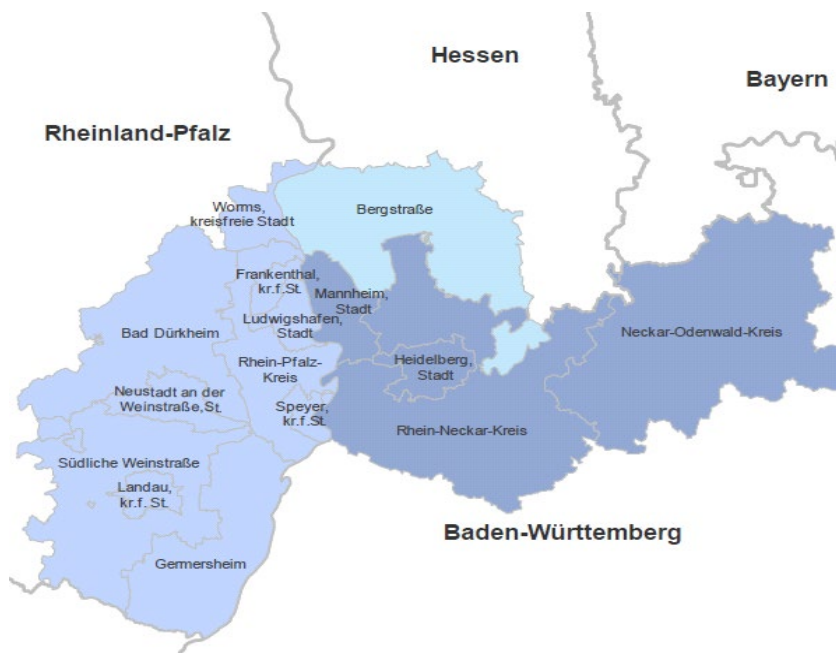 Hessen
Bayern
Rheinland-Pfalz
Worms,
kreisfreie Stadt
Bergstraße
Frankenthal,
kr.f.St.
Mannheim,
Stadt
Ludwigshafen,
Stadt
Bad Dürkheim
Neckar-Odenwald-Kreis
Rhein-Pfalz-
Kreis
Heidelberg,
Stadt
Neustadt an der
Weinstraße,St.
Speyer,
kr.f.St.
Rhein-Neckar-Kreis
Südliche Weinstraße
Landau,
kr.f. St.
Baden-Württemberg
Germersheim